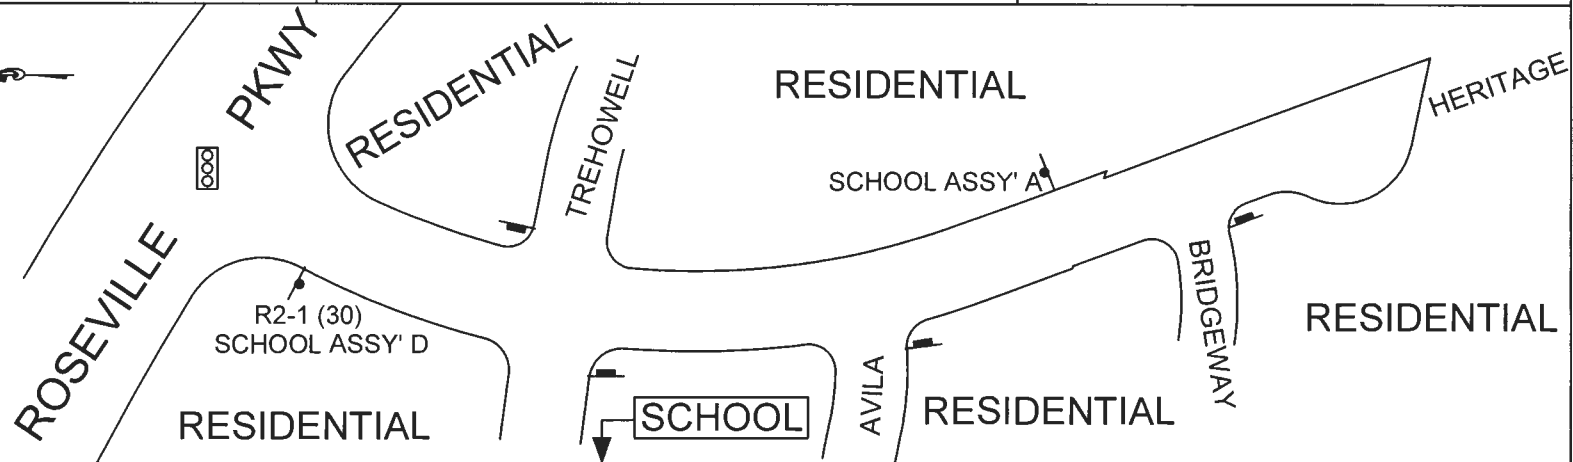 ROSEVILLE PKWY
RESIDENTIAL
TREHOWELL
RESIDENTIAL
HERITAGE
SCHOOL ASSY' A
R2-1 (30)
SCHOOL ASSY' D
BRIDGEWAY
RESIDENTIAL
RESIDENTIAL
SCHOOL
AVILA
RESIDENTIAL